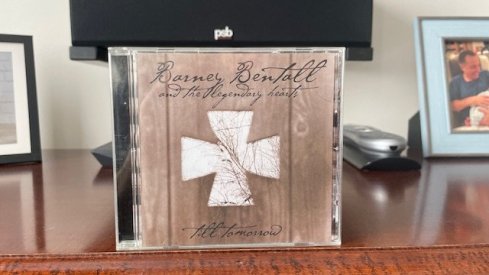 psb
Barney Bentall
and the legendary hearts
till tomorrow